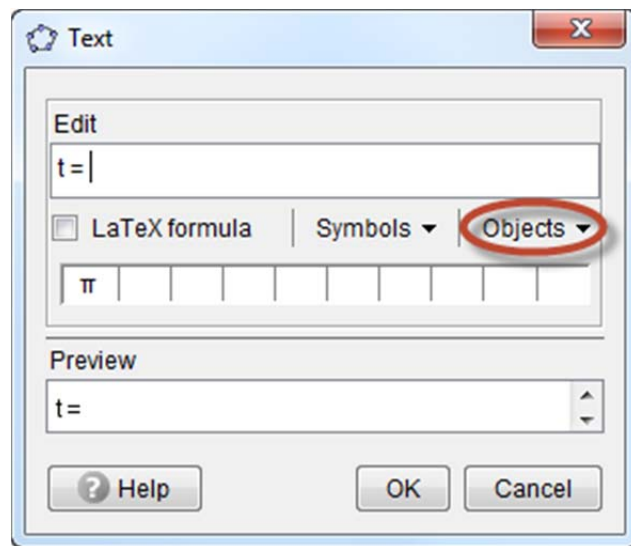 Text
Edit
t =
LaTeX formula Symbols Objects
π
Preview
t =
Help OK Cancel